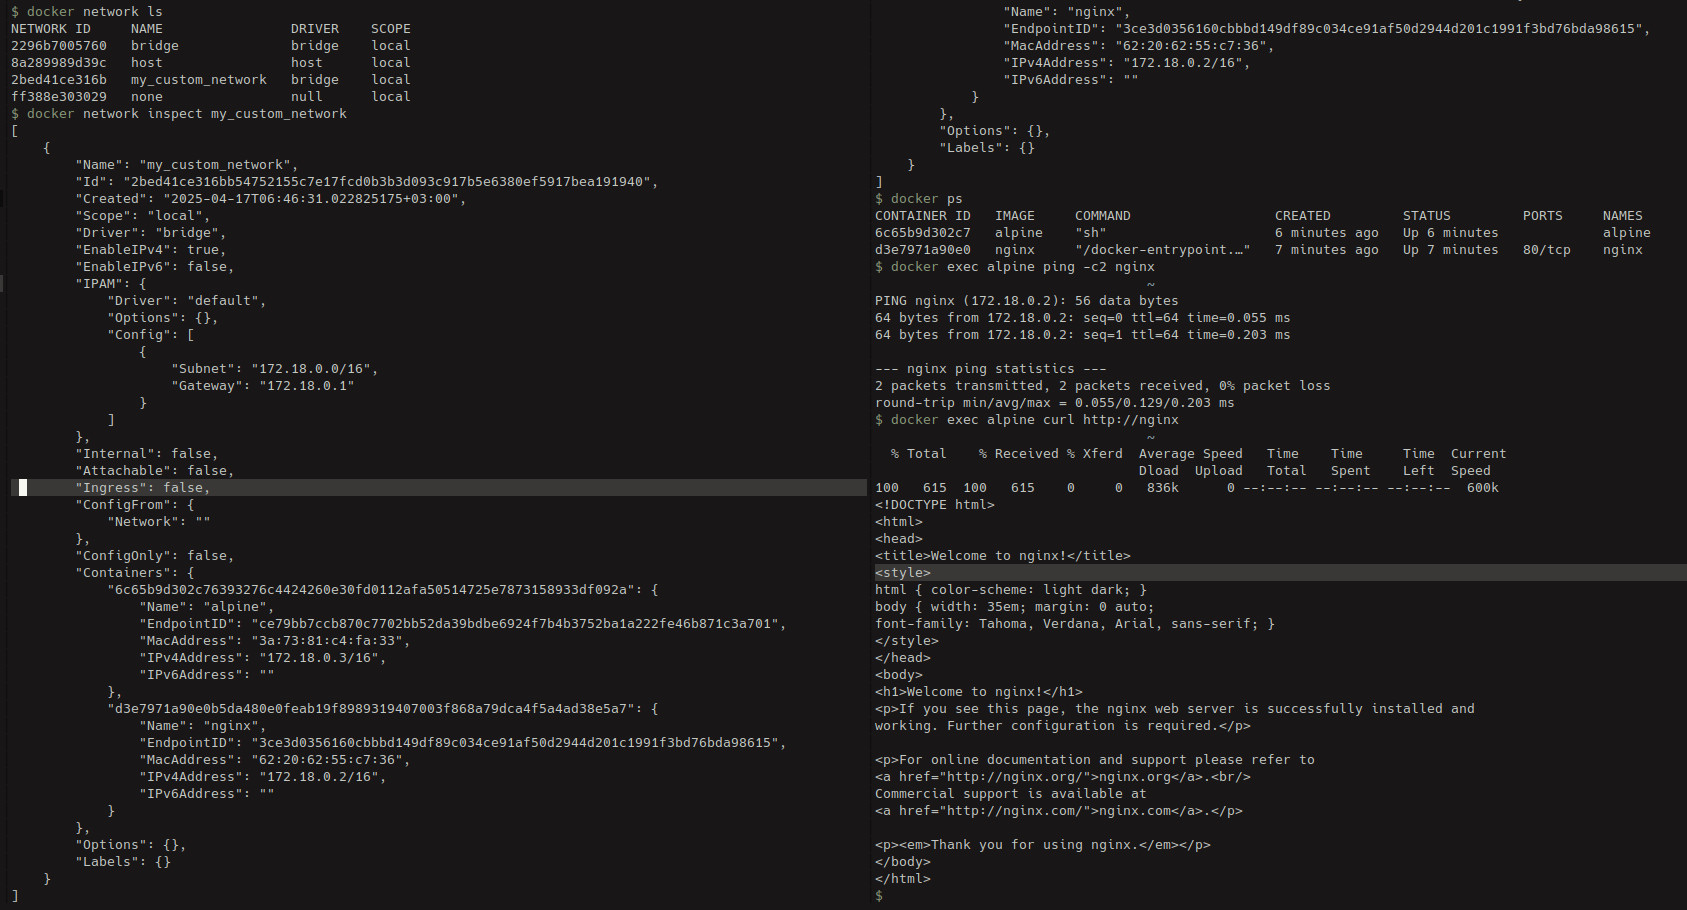 $ docker network ls
NETWORK ID     NAME                DRIVER    SCOPE
2296b7005760   bridge              bridge    local
8a289989d39c   host                host      local
2bed41ce316b   my_custom_network   bridge    local
ff388e303029   none                null      local
$ docker network inspect my_custom_network
[
    {
        "Name": "my_custom_network",
        "Id": "2bed41ce316bb54752155c7e17fcd0b3b3d093c917b5e6380ef5917bea191940",
        "Created": "2025-04-17T06:46:31.022825175+03:00",
        "Scope": "local",
        "Driver": "bridge",
        "EnableIPv4": true,
        "EnableIPv6": false,
        "IPAM": {
            "Driver": "default",
            "Options": {},
            "Config": [
                {
                    "Subnet": "172.18.0.0/16",
                    "Gateway": "172.18.0.1"
                }
            ]
        },
        "Internal": false,
        "Attachable": false,
        "Ingress": false,
        "ConfigFrom": {
            "Network": ""
        },
        "ConfigOnly": false,
        "Containers": {
            "6c65b9d302c76393276c4424260e30fd0112afa50514725e7873158933df092a": {
                "Name": "alpine",
                "EndpointID": "ce79bb7ccb870c7702bb52da39bdbe6924f7b4b3752ba1a222fe46b871c3a701",
                "MacAddress": "3a:73:81:c4:fa:33",
                "IPv4Address": "172.18.0.3/16",
                "IPv6Address": ""
            },
            "d3e7971a90e0b5da480e0feab19f8989319407003f868a79dca4f5a4ad38e5a7": {
                "Name": "nginx",
                "EndpointID": "3ce3d0356160cbbbd149df89c034ce91af50d2944d201c1991f3bd76bda98615",
                "MacAddress": "62:20:62:55:c7:36",
                "IPv4Address": "172.18.0.2/16",
                "IPv6Address": ""
            }
        },
        "Options": {},
        "Labels": {}
    }
]
                "Name": "nginx",
                "EndpointID": "3ce3d0356160cbbbd149df89c034ce91af50d2944d201c1991f3bd76bda98615",
                "MacAddress": "62:20:62:55:c7:36",
                "IPv4Address": "172.18.0.2/16",
                "IPv6Address": ""
            }
        },
        "Options": {},
        "Labels": {}
    }
]
$ docker ps
CONTAINER ID   IMAGE     COMMAND                  CREATED         STATUS         PORTS     NAMES
6c65b9d302c7   alpine    "sh"                     6 minutes ago   Up 6 minutes             alpine
d3e7971a90e0   nginx     "/docker-entrypoint.…"   7 minutes ago   Up 7 minutes   80/tcp    nginx
$ docker exec alpine ping -c2 nginx
~
PING nginx (172.18.0.2): 56 data bytes
64 bytes from 172.18.0.2: seq=0 ttl=64 time=0.055 ms
64 bytes from 172.18.0.2: seq=1 ttl=64 time=0.203 ms
--- nginx ping statistics ---
2 packets transmitted, 2 packets received, 0% packet loss
round-trip min/avg/max = 0.055/0.129/0.203 ms
$ docker exec alpine curl http://nginx
~
  % Total    % Received % Xferd  Average Speed   Time    Time     Time  Current
                                 Dload  Upload   Total   Spent    Left  Speed
100   615  100   615    0     0   836k      0 --:--:-- --:--:-- --:--:--  600k
<!DOCTYPE html>
<html>
<head>
<title>Welcome to nginx!</title>
<style>
html { color-scheme: light dark; }
body { width: 35em; margin: 0 auto;
font-family: Tahoma, Verdana, Arial, sans-serif; }
</style>
</head>
<body>
<h1>Welcome to nginx!</h1>
<p>If you see this page, the nginx web server is successfully installed and
working. Further configuration is required.</p>
<p>For online documentation and support please refer to
<a href="http://nginx.org/">nginx.org</a>.<br/>
Commercial support is available at
<a href="http://nginx.com/">nginx.com</a>.</p>
<p><em>Thank you for using nginx.</em></p>
</body>
</html>
$